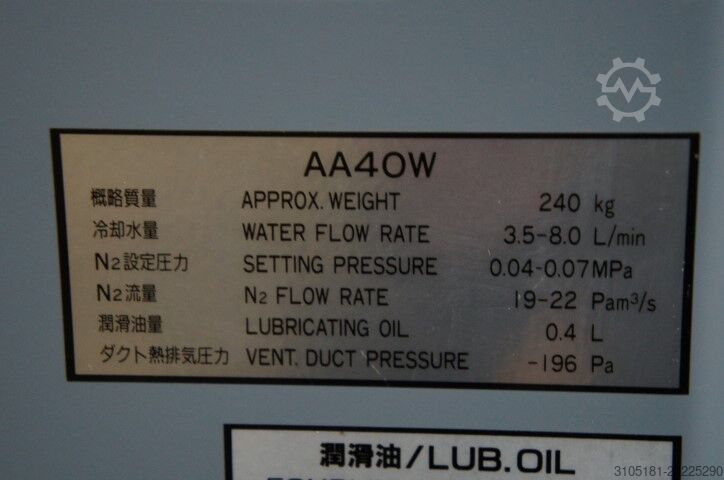 AA40W
概略質量 APPROX. WEIGHT 240 kg
冷却水量 WATER FLOW RATE 3.5-8.0 L/min
N2設定圧力 SETTING PRESSURE 0.04-0.07MPa
N2流量 N2 FLOW RATE 19-22 Pam³/s
潤滑油量 LUBRICATING OIL 0.4 L
ダクト熱排気圧力 VENT. DUCT PRESSURE -196 Pa
潤滑油/LUB.OIL